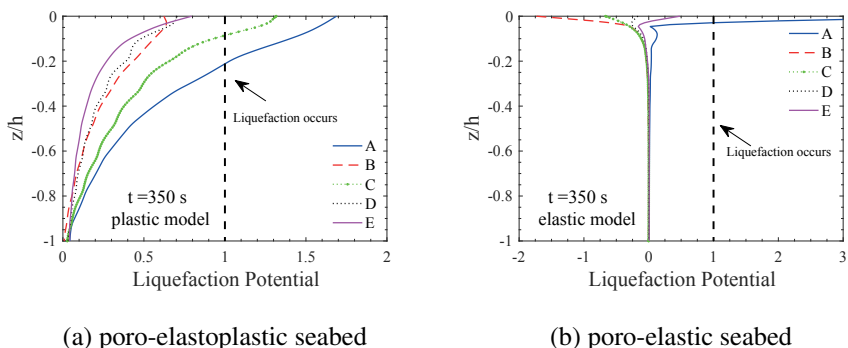 0
-0.2
-0.4
-0.6
-0.8
-1
z/h
0
0.5
1
1.5
2
Liquefaction Potential
Liquefaction occurs
A
B
C
D
E
t =350 s
plastic model
(a) poro-elastoplastic seabed
0
-0.2
-0.4
-0.6
-0.8
-1
z/h
-2
-1
0
1
2
3
Liquefaction Potential
A
B
C
D
E
Liquefaction occurs
t =350 s
elastic model
(b) poro-elastic seabed